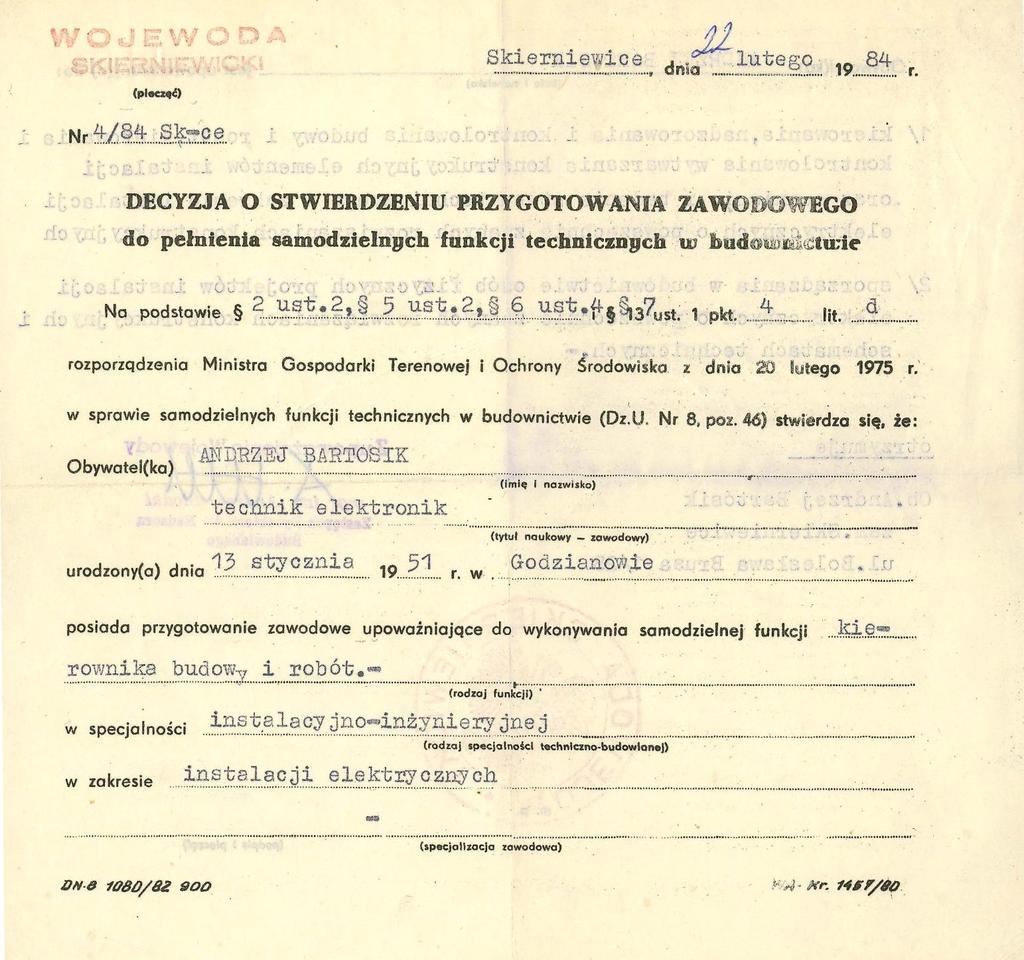 WOJEWODA
SKIERNIEWICKI
(pieczęć)
Skierniewice, dnia 22 lutego 1984 r.
Nr 4/84 Sk-ce
DECYZJA O STWIERDZENIU PRZYGOTOWANIA ZAWODOWEGO
do pełnienia samodzielnych funkcji technicznych w budownictwie
Na podstawie § 2 ust.2,§ 5 ust.2,§ 6 ust.4 § 7 § 13 ust. 1 pkt. 4 lit. d
rozporządzenia Ministra Gospodarki Terenowej i Ochrony Środowiska z dnia 20 lutego 1975 r.
w sprawie samodzielnych funkcji technicznych w budownictwie (Dz.U. Nr 8, poz. 46) stwierdza się, że:
Obywatel(ka) ANDRZEJ BARTOSIK
(imię i nazwisko)
technik elektronik
(tytuł naukowy — zawodowy)
urodzony(a) dnia 13 stycznia 1951 r. w Godzianowie
posiada przygotowanie zawodowe upoważniające do wykonywania samodzielnej funkcji kie-
rownika budowy i robót.-
(rodzaj funkcji)
w specjalności instalacyjno-inżynieryjnej
(rodzaj specjalności techniczno-budowlanej)
w zakresie instalacji elektrycznych
-
(specjalizacja zawodowa)
DN-8 1080/82 900
Nr. 1457/80